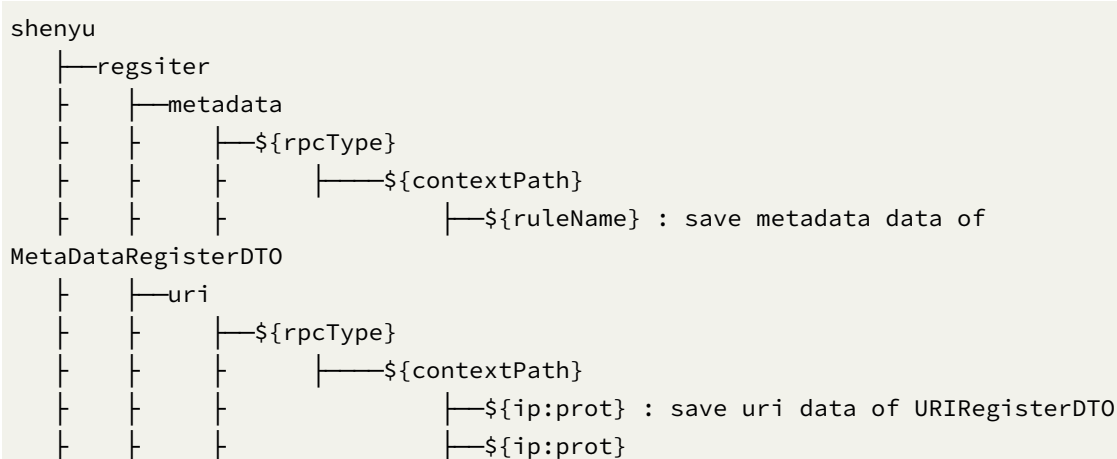 shenyu
   ├──regsiter
   ├    ├──metadata
   ├    ├     ├──${rpcType}
   ├    ├     ├      ├────${contextPath}
   ├    ├     ├               ├──${ruleName} : save metadata data of
MetaDataRegisterDTO
   ├    ├──uri
   ├    ├     ├──${rpcType}
   ├    ├     ├      ├────${contextPath}
   ├    ├     ├               ├──${ip:prot} : save uri data of URIRegisterDTO
   ├    ├     ├               ├──${ip:prot}